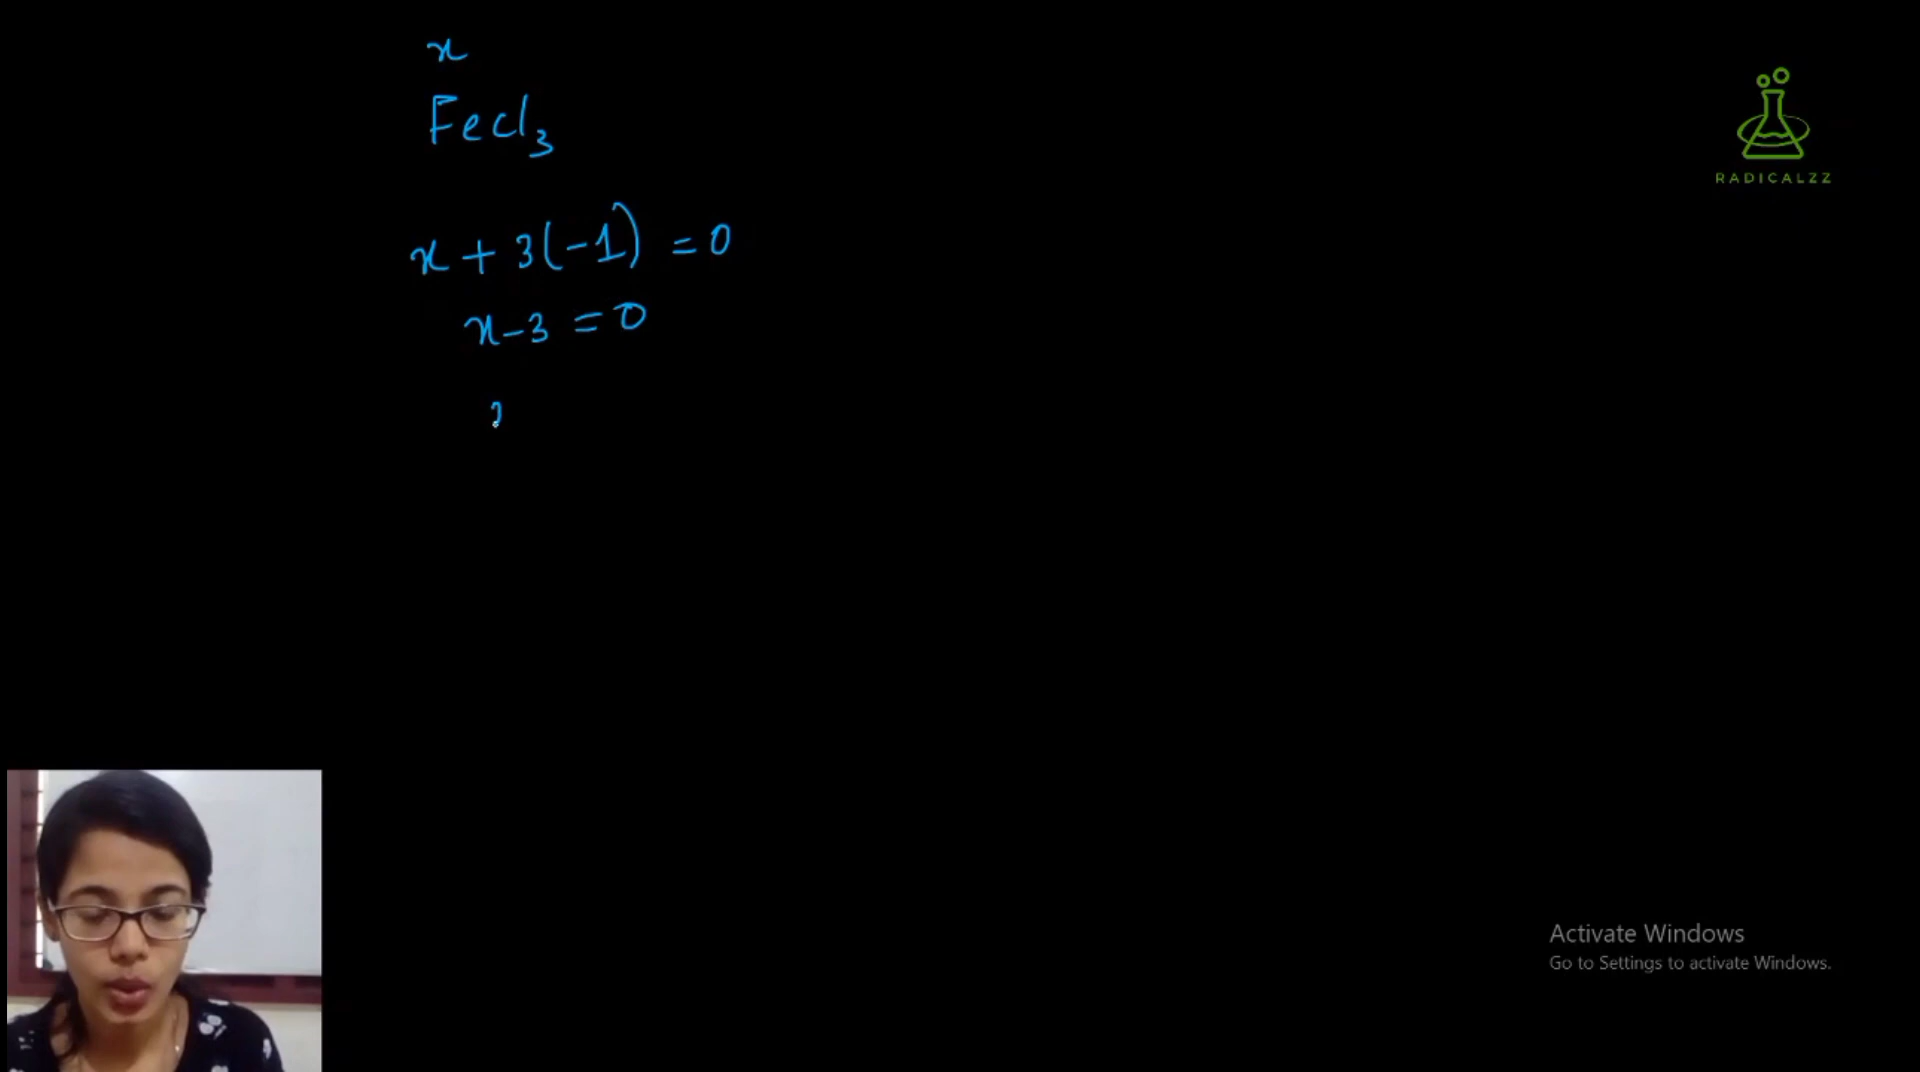 x
Fecl3
x + 3(-1) = 0
x-3 = 0
RADICALZZ
Activate Windows
Go to Settings to activate Windows.